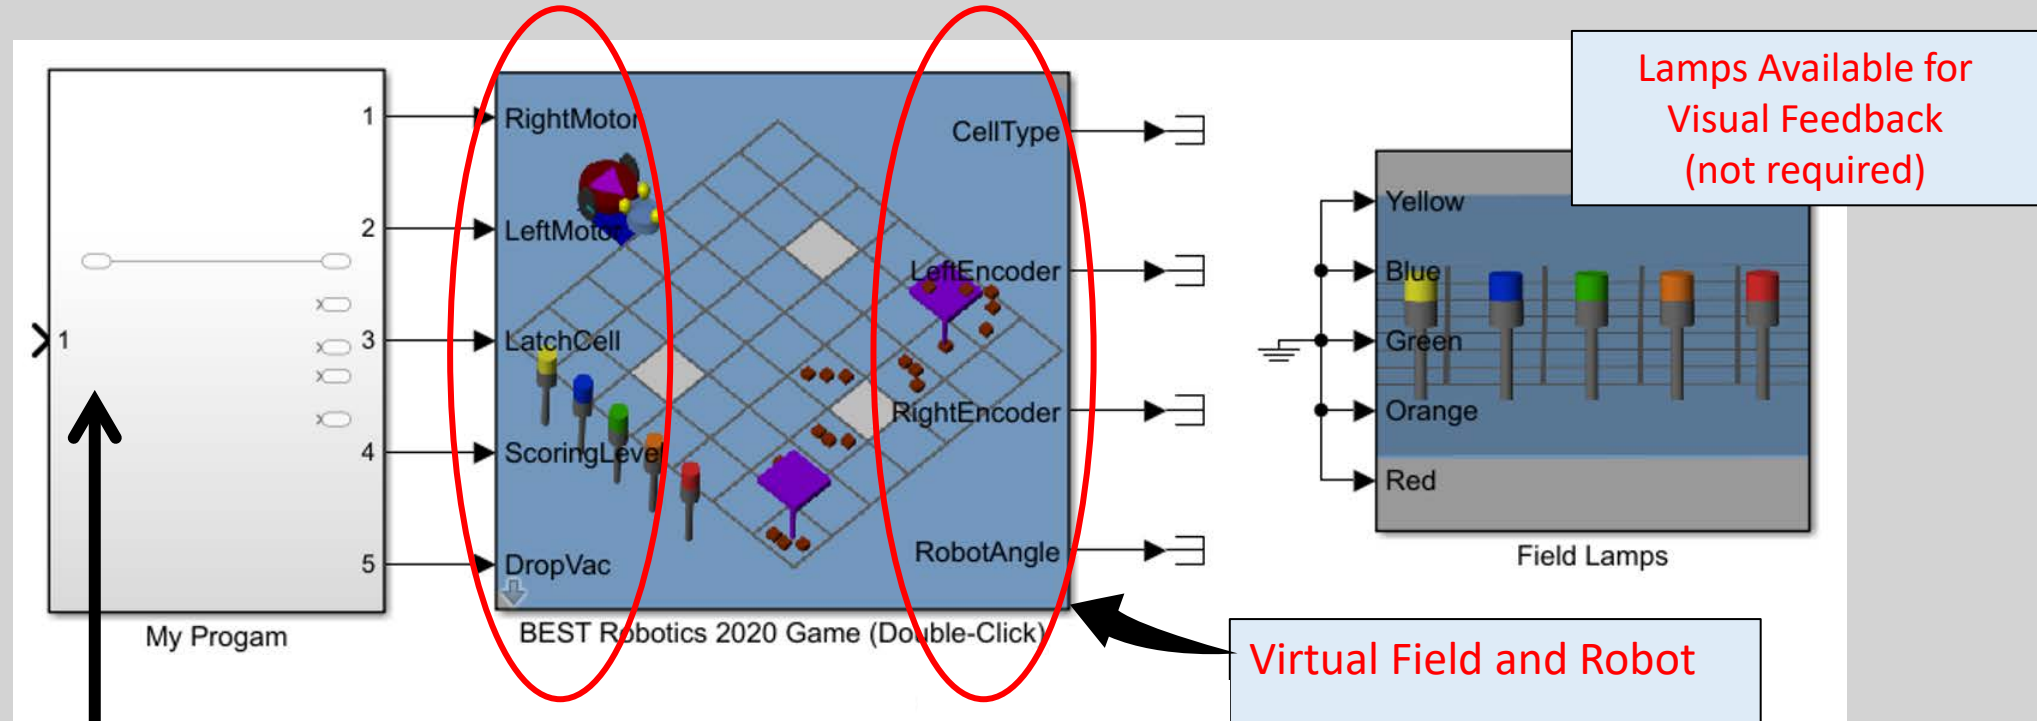 1
1
2
3
4
5
My Progam
RightMotor
LeftMotor
LatchCell
ScoringLevel
DropVac
CellType
LeftEncoder
RightEncoder
RobotAngle
BEST Robotics 2020 Game (Double-Click)
Lamps Available for
Visual Feedback
(not required)
Yellow
Blue
Green
Orange
Red
Field Lamps
Virtual Field and Robot